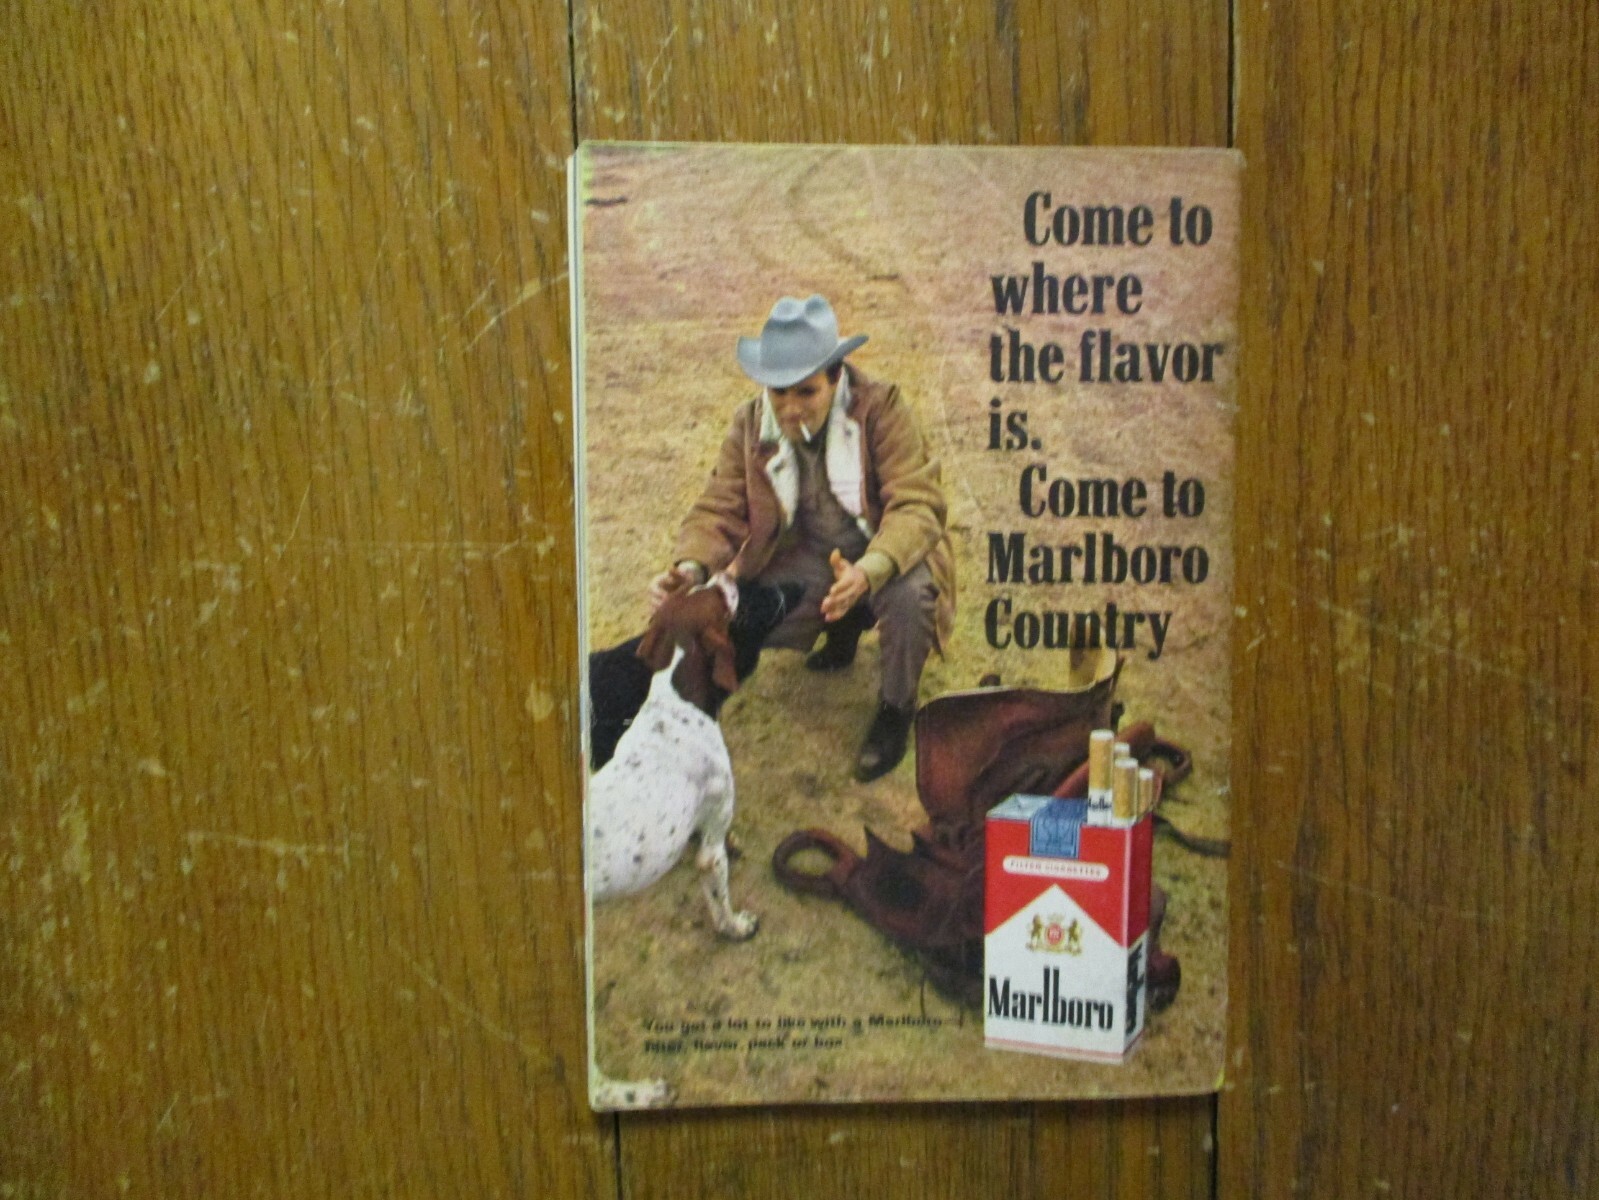 Come to
where
the flavor
is.
Come to
Marlboro
Country
Marlboro
FILTER CIGARETTES
Marlboro
You get a lot to like with a Marlboro—
filter, flavor, pack or box